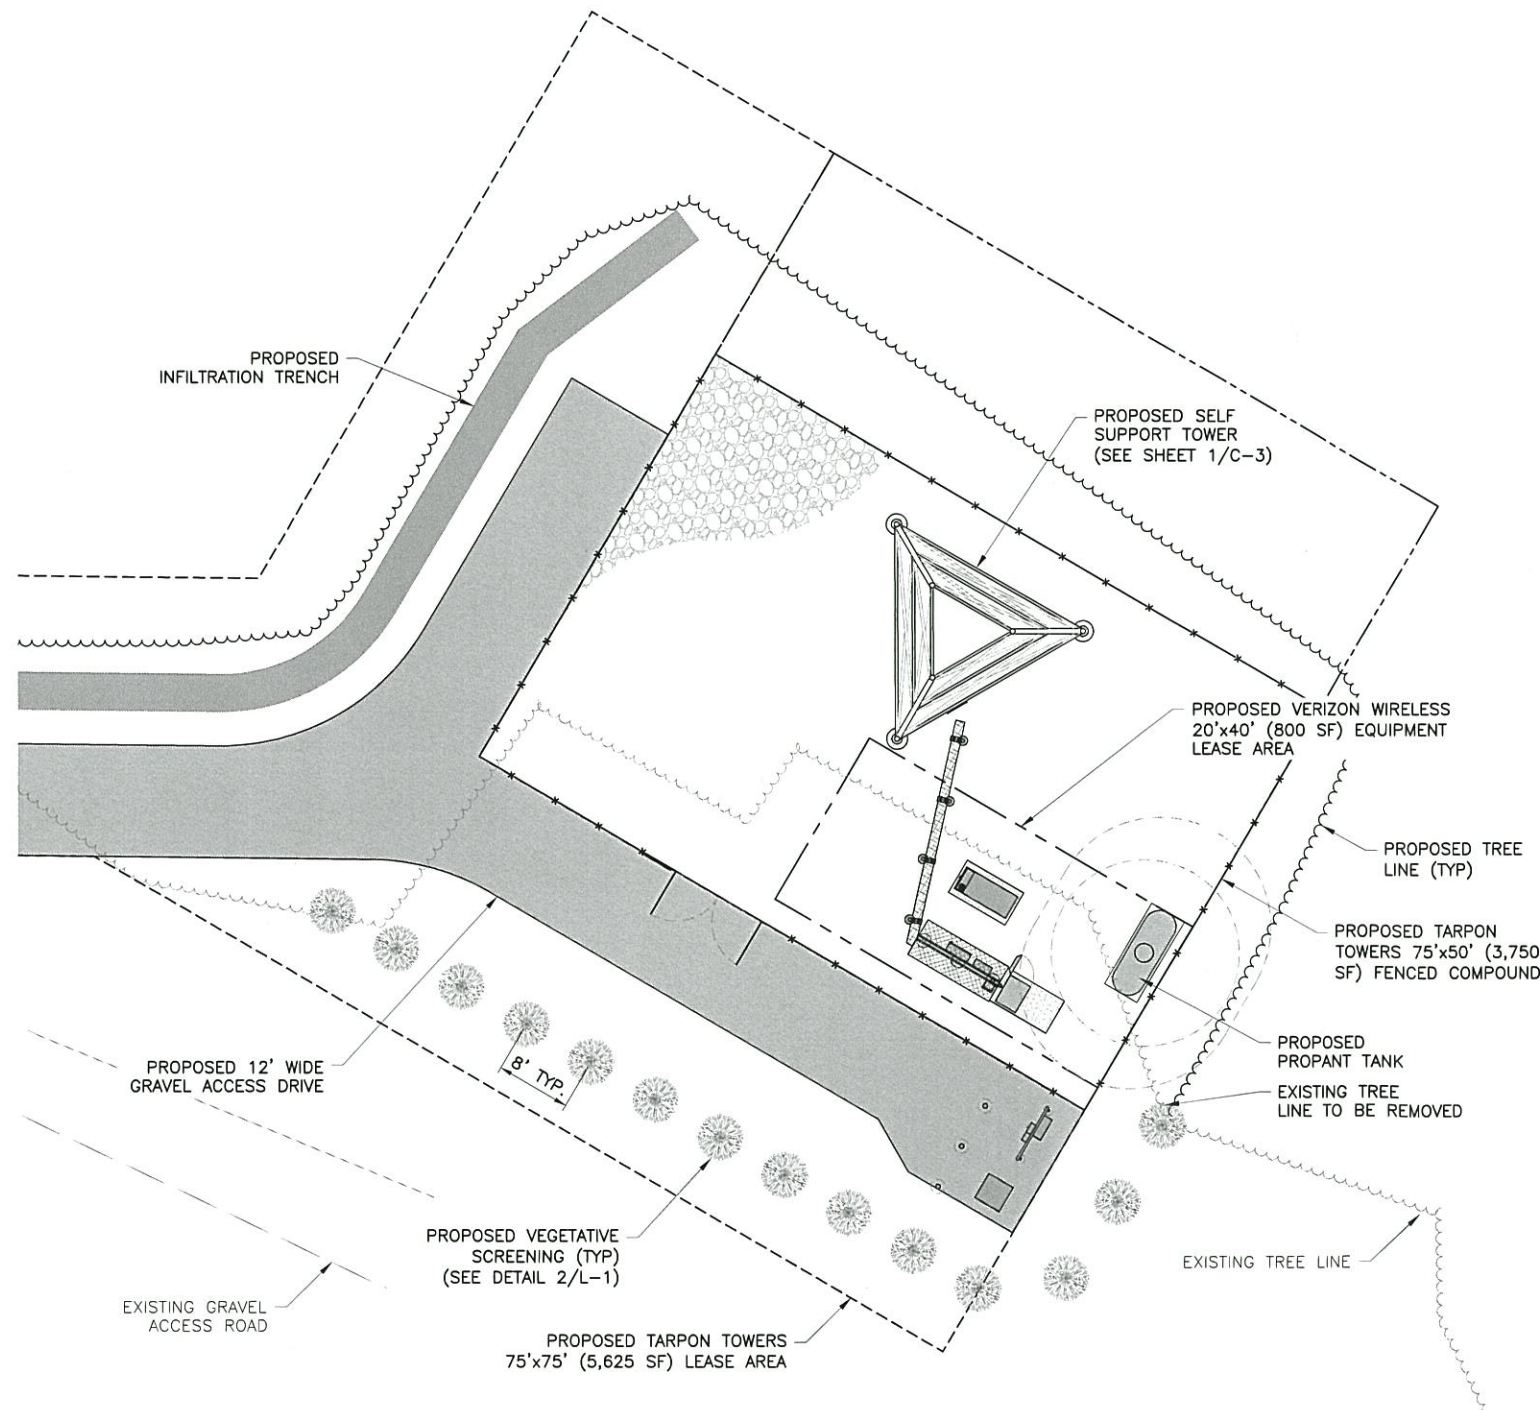 PROPOSED
INFILTRATION TRENCH
PROPOSED SELF
SUPPORT TOWER
(SEE SHEET 1/C-3)
PROPOSED VERIZON WIRELESS
20'x40' (800 SF) EQUIPMENT
LEASE AREA
PROPOSED TREE
LINE (TYP)
PROPOSED TARPON
TOWERS 75'x50' (3,750
SF) FENCED COMPOUND
PROPOSED
PROPANT TANK
EXISTING TREE
LINE TO BE REMOVED
PROPOSED 12' WIDE
GRAVEL ACCESS DRIVE
8' TYP.
PROPOSED VEGETATIVE
SCREENING (TYP)
(SEE DETAIL 2/L-1)
EXISTING TREE LINE
EXISTING GRAVEL
ACCESS ROAD
PROPOSED TARPON TOWERS
75'x75' (5,625 SF) LEASE AREA